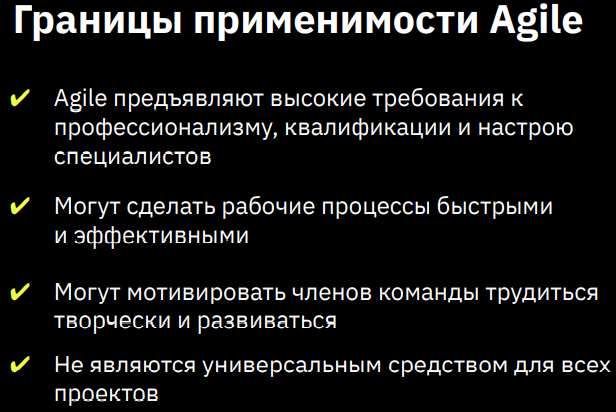 Границы применимости Agile
✔ Agile предъявляют высокие требования к
профессионализму, квалификации и настрою
специалистов
✔ Могут сделать рабочие процессы быстрыми
и эффективными
✔ Могут мотивировать членов команды трудиться
творчески и развиваться
✔ Не являются универсальным средством для всех
проектов